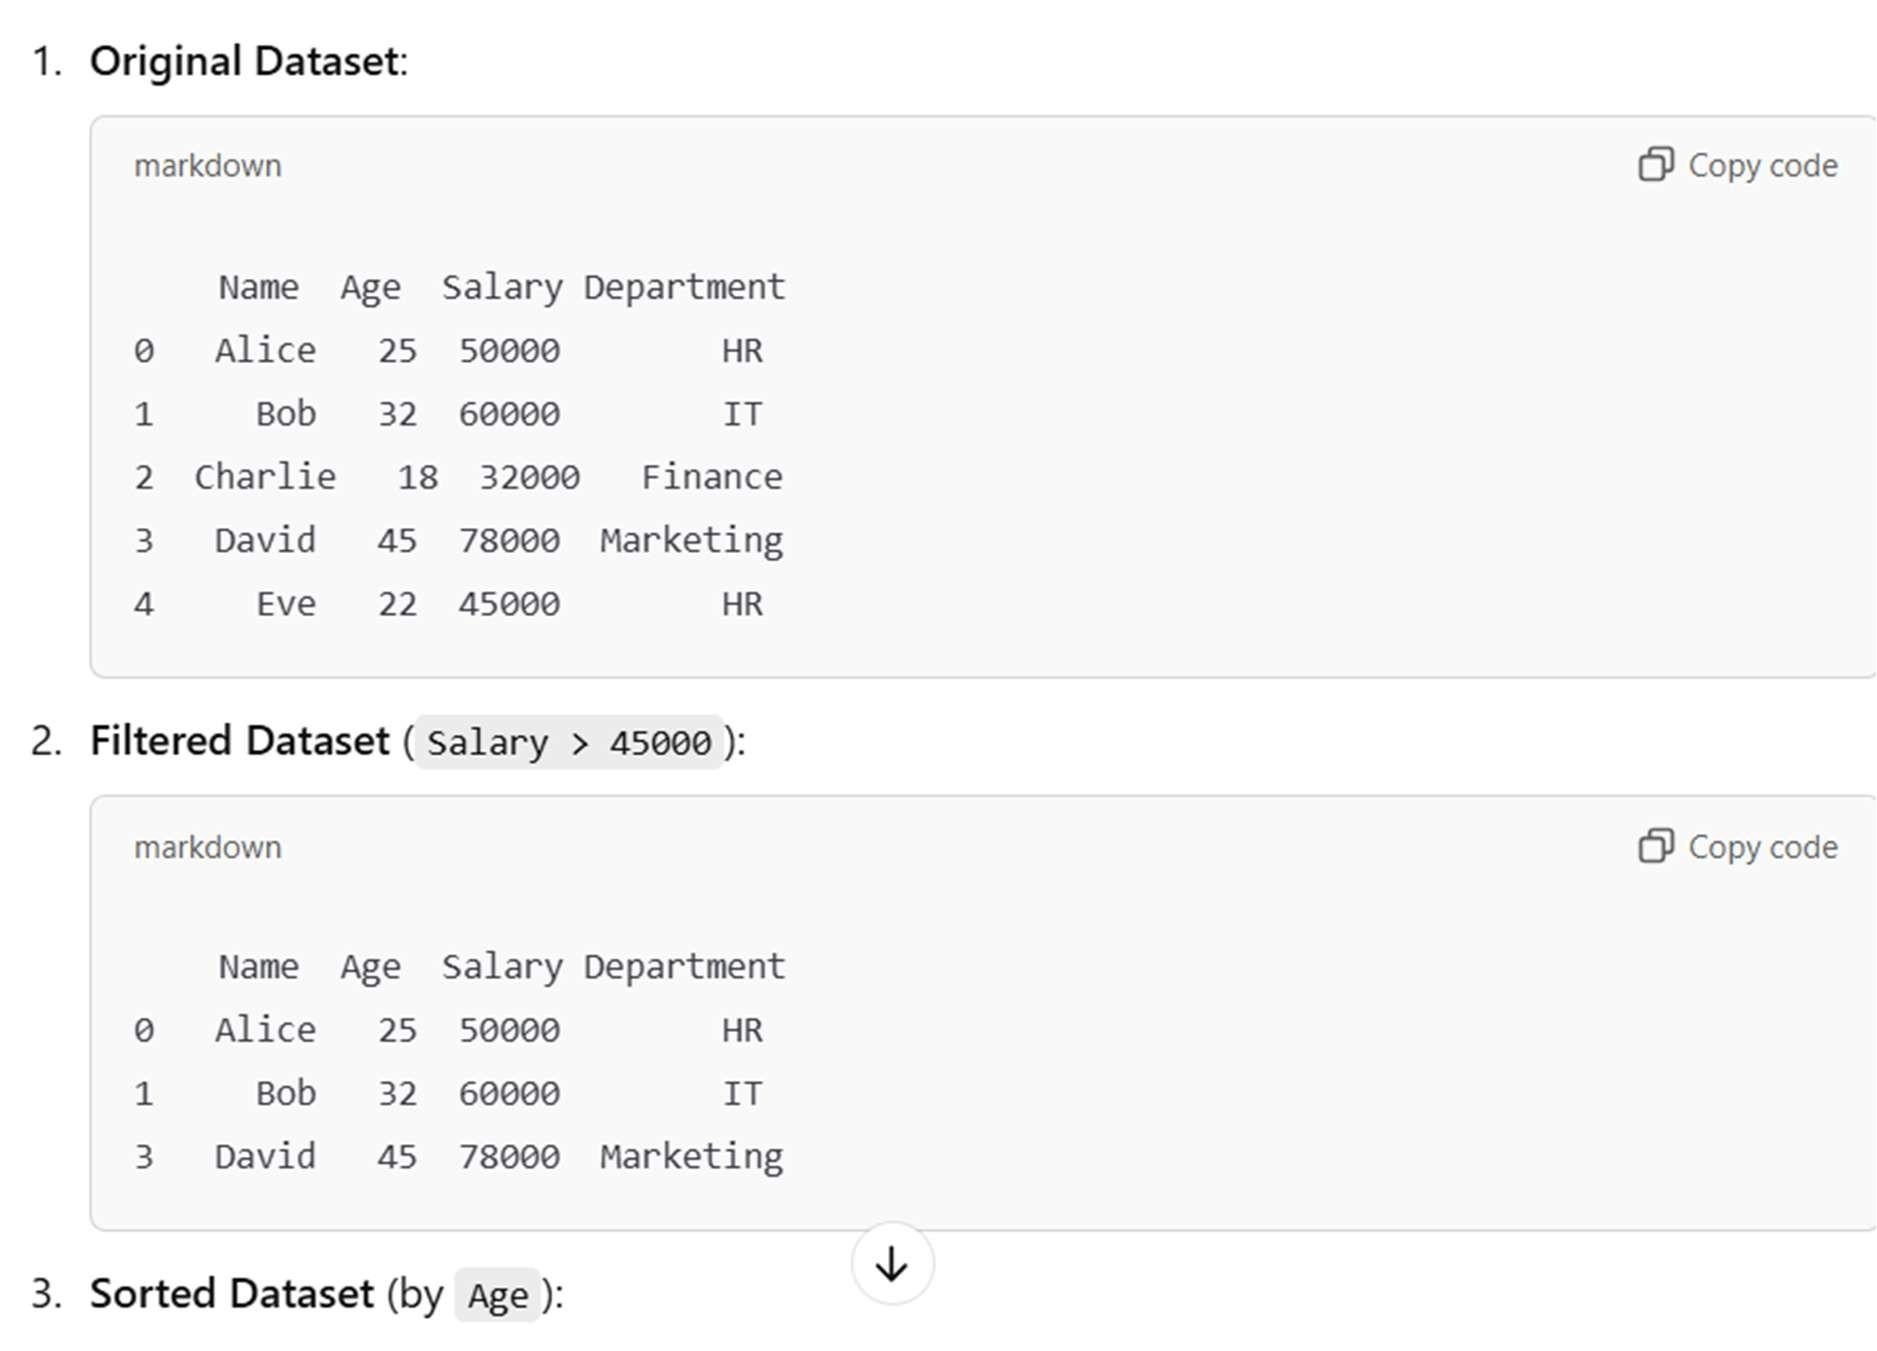 1. Original Dataset:
markdown
Copy code
Name Age Salary Department
0 Alice 25 50000 HR
1 Bob 32 60000 IT
2 Charlie 18 32000 Finance
3 David 45 78000 Marketing
4 Eve 22 45000 HR
2. Filtered Dataset (Salary > 45000):
markdown
Copy code
Name Age Salary Department
0 Alice 25 50000 HR
1 Bob 32 60000 IT
3 David 45 78000 Marketing
3. Sorted Dataset (by Age):